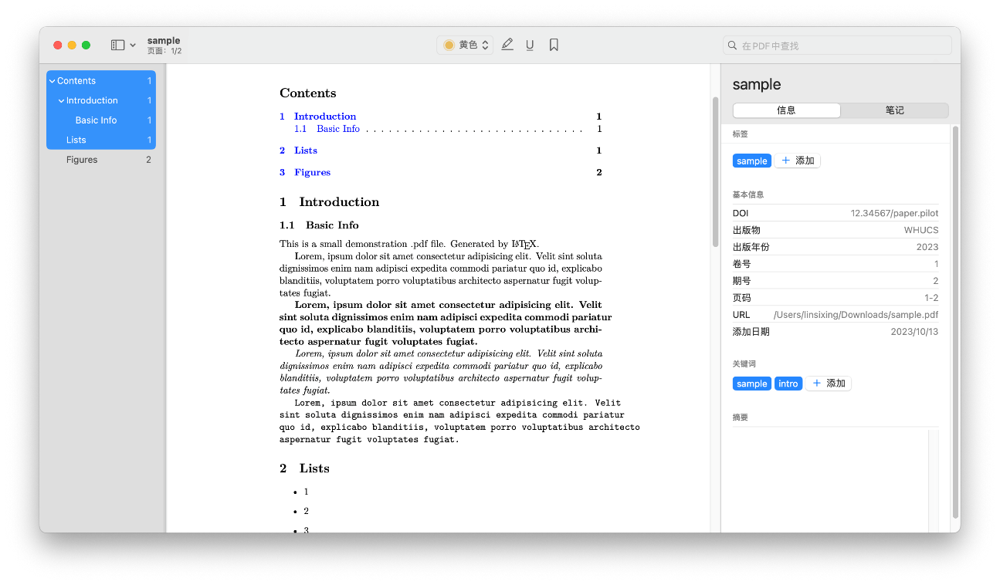 sample
页面：1/2
黄色
在PDF中查找
Contents 1
Introduction 1
Basic Info 1
Lists 1
Figures 2
Contents
1 Introduction 1
1.1 Basic Info . . . . . . . . . . . . . . . . . . . . . . . . . . . . . 1
2 Lists 1
3 Figures 2
1 Introduction
1.1 Basic Info
This is a small demonstration .pdf file. Generated by LATEX.
Lorem, ipsum dolor sit amet consectetur adipisicing elit. Velit sint soluta
dignissimos enim nam adipisci expedita commodi pariatur quo id, explicabo
blanditiis, voluptatem porro voluptatibus architecto aspernatur fugit volup-
tates fugiat.
Lorem, ipsum dolor sit amet consectetur adipisicing elit. Velit
sint soluta dignissimos enim nam adipisci expedita commodi pariatur
quo id, explicabo blanditiis, voluptatem porro voluptatibus archi-
tecto aspernatur fugit voluptates fugiat.
Lorem, ipsum dolor sit amet consectetur adipisicing elit. Velit sint soluta
dignissimos enim nam adipisci expedita commodi pariatur quo id, explicabo
blanditiis, voluptatem porro voluptatibus architecto aspernatur fugit volup-
tates fugiat.
Lorem, ipsum dolor sit amet consectetur adipisicing elit. Velit
sint soluta dignissimos enim nam adipisci expedita commodi pariatur
quo id, explicabo blanditiis, voluptatem porro voluptatibus architecto
aspernatur fugit voluptates fugiat.
2 Lists
• 1
• 2
• 3
sample
信息 笔记
标签
sample + 添加
基本信息
DOI 12.34567/paper.pilot
出版物 WHUCS
出版年份 2023
卷号 1
期号 2
页码 1-2
URL /Users/linsixing/Downloads/sample.pdf
添加日期 2023/10/13
关键词
sample intro + 添加
摘要